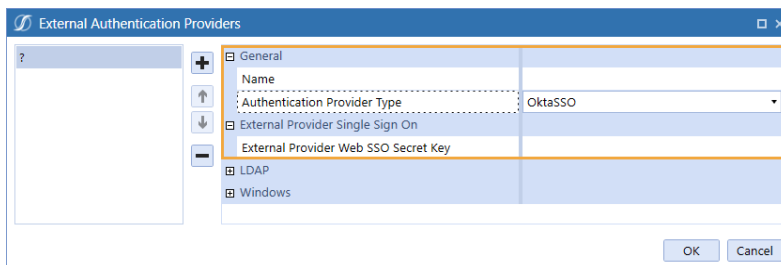 External Authentication Providers
?
General
Name
Authentication Provider Type OktaSSO
External Provider Single Sign On
External Provider Web SSO Secret Key
LDAP
Windows
OK Cancel